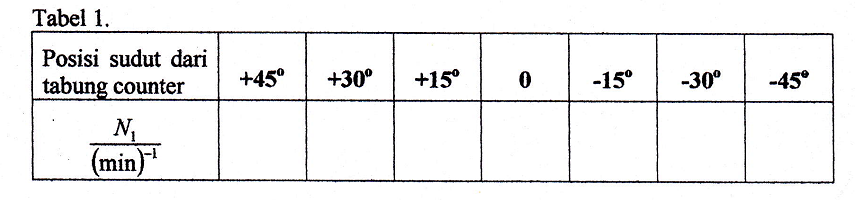 Tabel 1.
Posisi sudut dari
tabung counter
+45° +30° +15° 0 -15° -30° -45°
N₁
(min)⁻¹